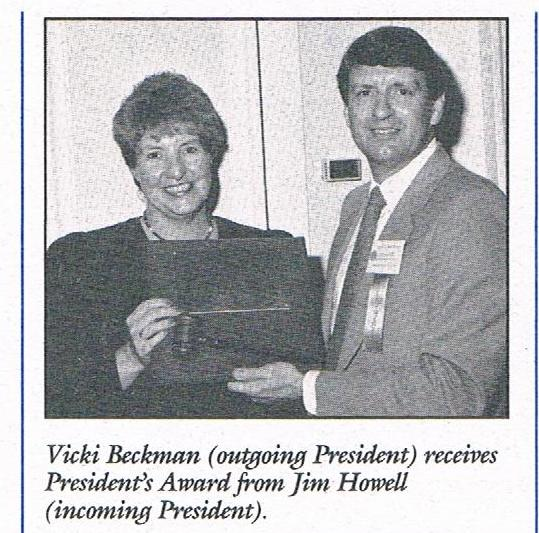 Vicki Beckman (outgoing President) receives
President's Award from Jim Howell
(incoming President).